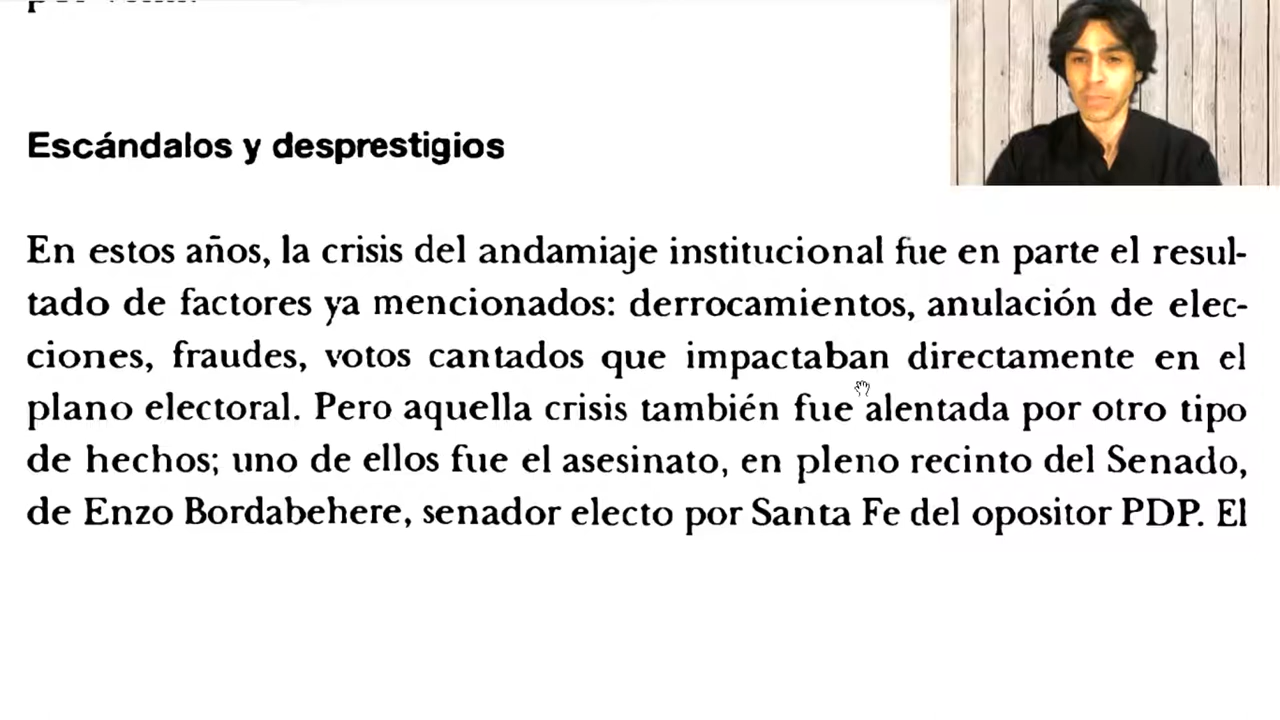 Escándalos y desprestigios
En estos años, la crisis del andamiaje institucional fue en parte el resul-
tado de factores ya mencionados: derrocamientos, anulación de elec-
ciones, fraudes, votos cantados que impactaban directamente en el
plano electoral. Pero aquella crisis también fue alentada por otro tipo
de hechos; uno de ellos fue el asesinato, en pleno recinto del Senado,
de Enzo Bordabehere, senador electo por Santa Fe del opositor PDP. El